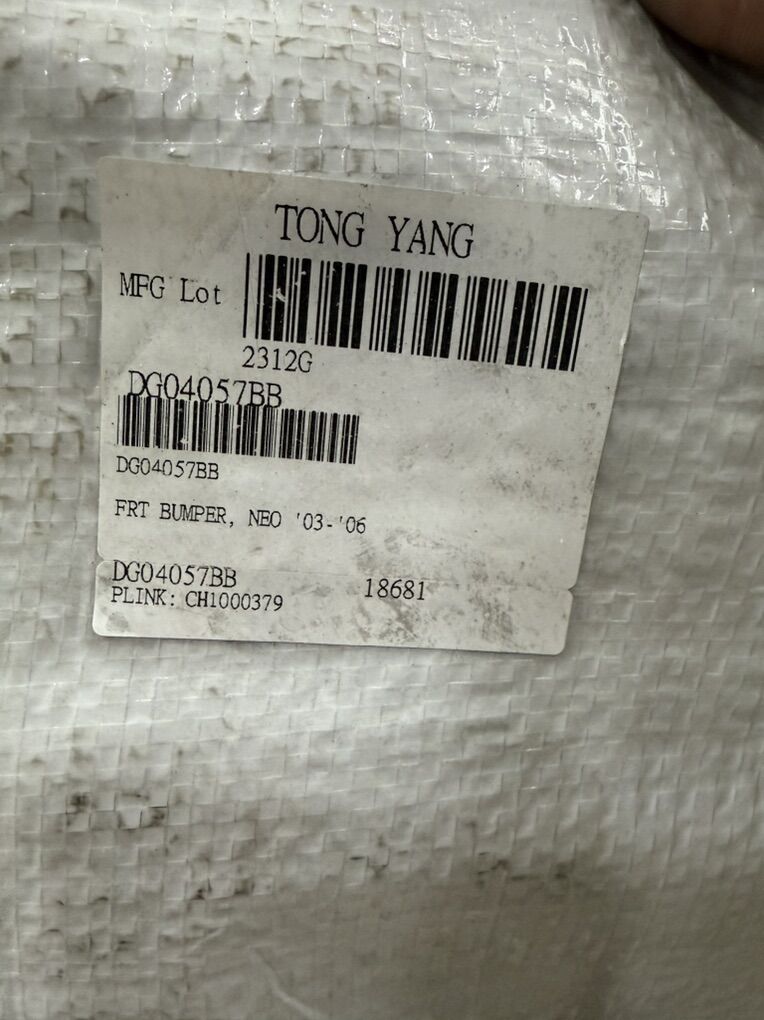 TONG YANG
MFG Lot
2312G
DG04057BB
DG04057BB
FRT BUMPER, NEO '03-'06
DG04057BB 18681
PLINK: CH1000379